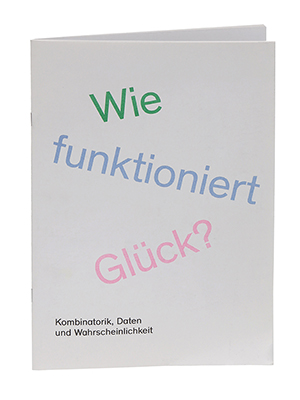 Wie
funktioniert
Glück?
Kombinatorik, Daten
und Wahrscheinlichkeit